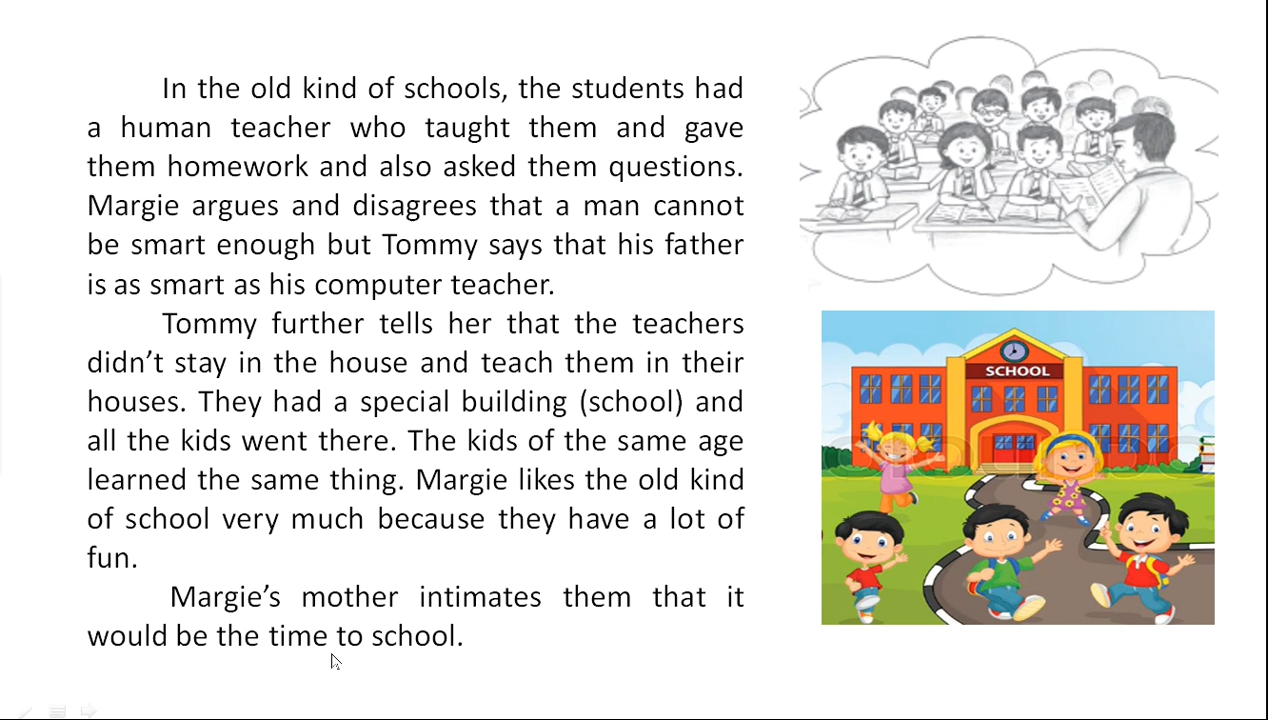 In the old kind of schools, the students had
a human teacher who taught them and gave
them homework and also asked them questions.
Margie argues and disagrees that a man cannot
be smart enough but Tommy says that his father
is as smart as his computer teacher.
Tommy further tells her that the teachers
didn’t stay in the house and teach them in their
houses. They had a special building (school) and
all the kids went there. The kids of the same age
learned the same thing. Margie likes the old kind
of school very much because they have a lot of
fun.
Margie’s mother intimates them that it
would be the time to school.
SCHOOL